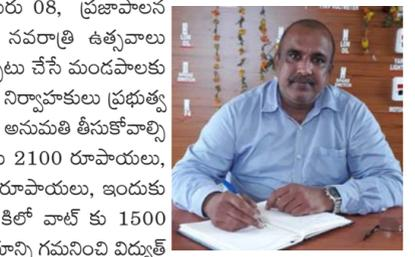 రు 08, ప్రజాపాలన
నవరాత్రి ఉత్సవాలు
టు చేసే మండపాలకు
నిర్వాహకులు ప్రభుత్వ
అనుమతి తీసుకోవాల్సి
2100 రూపాయలు,
రూపాయలు, ఇందుకు
కిలో వాట్ కు 1500
గమనించి విద్యుత్